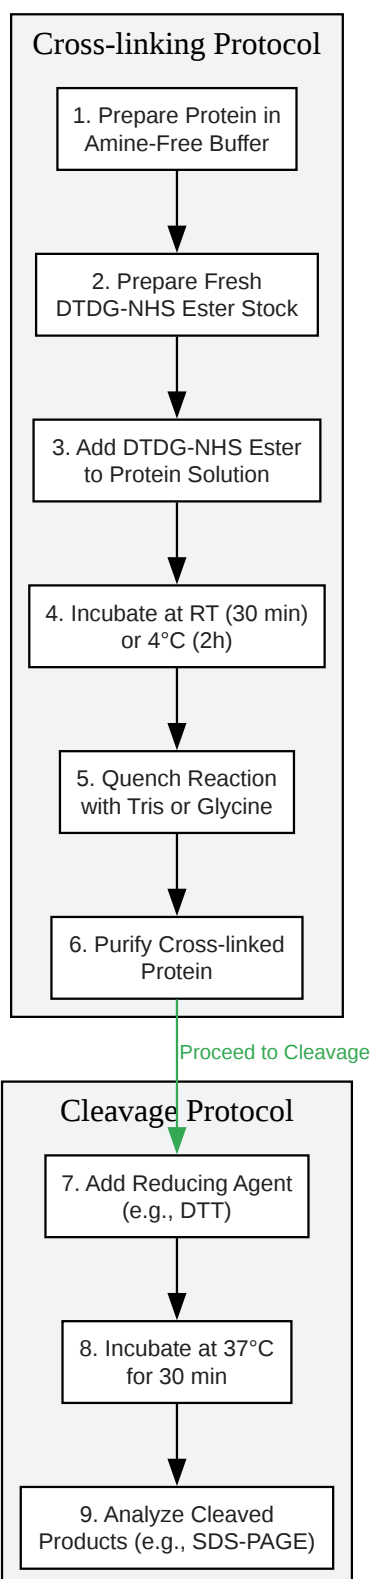 Cross-linking Protocol
1. Prepare Protein in
Amine-Free Buffer
2. Prepare Fresh
DTDG-NHS Ester Stock
3. Add DTDG-NHS Ester
to Protein Solution
4. Incubate at RT (30 min)
or 4°C (2h)
5. Quench Reaction
with Tris or Glycine
6. Purify Cross-linked
Protein
Proceed to Cleavage
Cleavage Protocol
7. Add Reducing Agent
(e.g., DTT)
8. Incubate at 37°C
for 30 min
9. Analyze Cleaved
Products (e.g., SDS-PAGE)